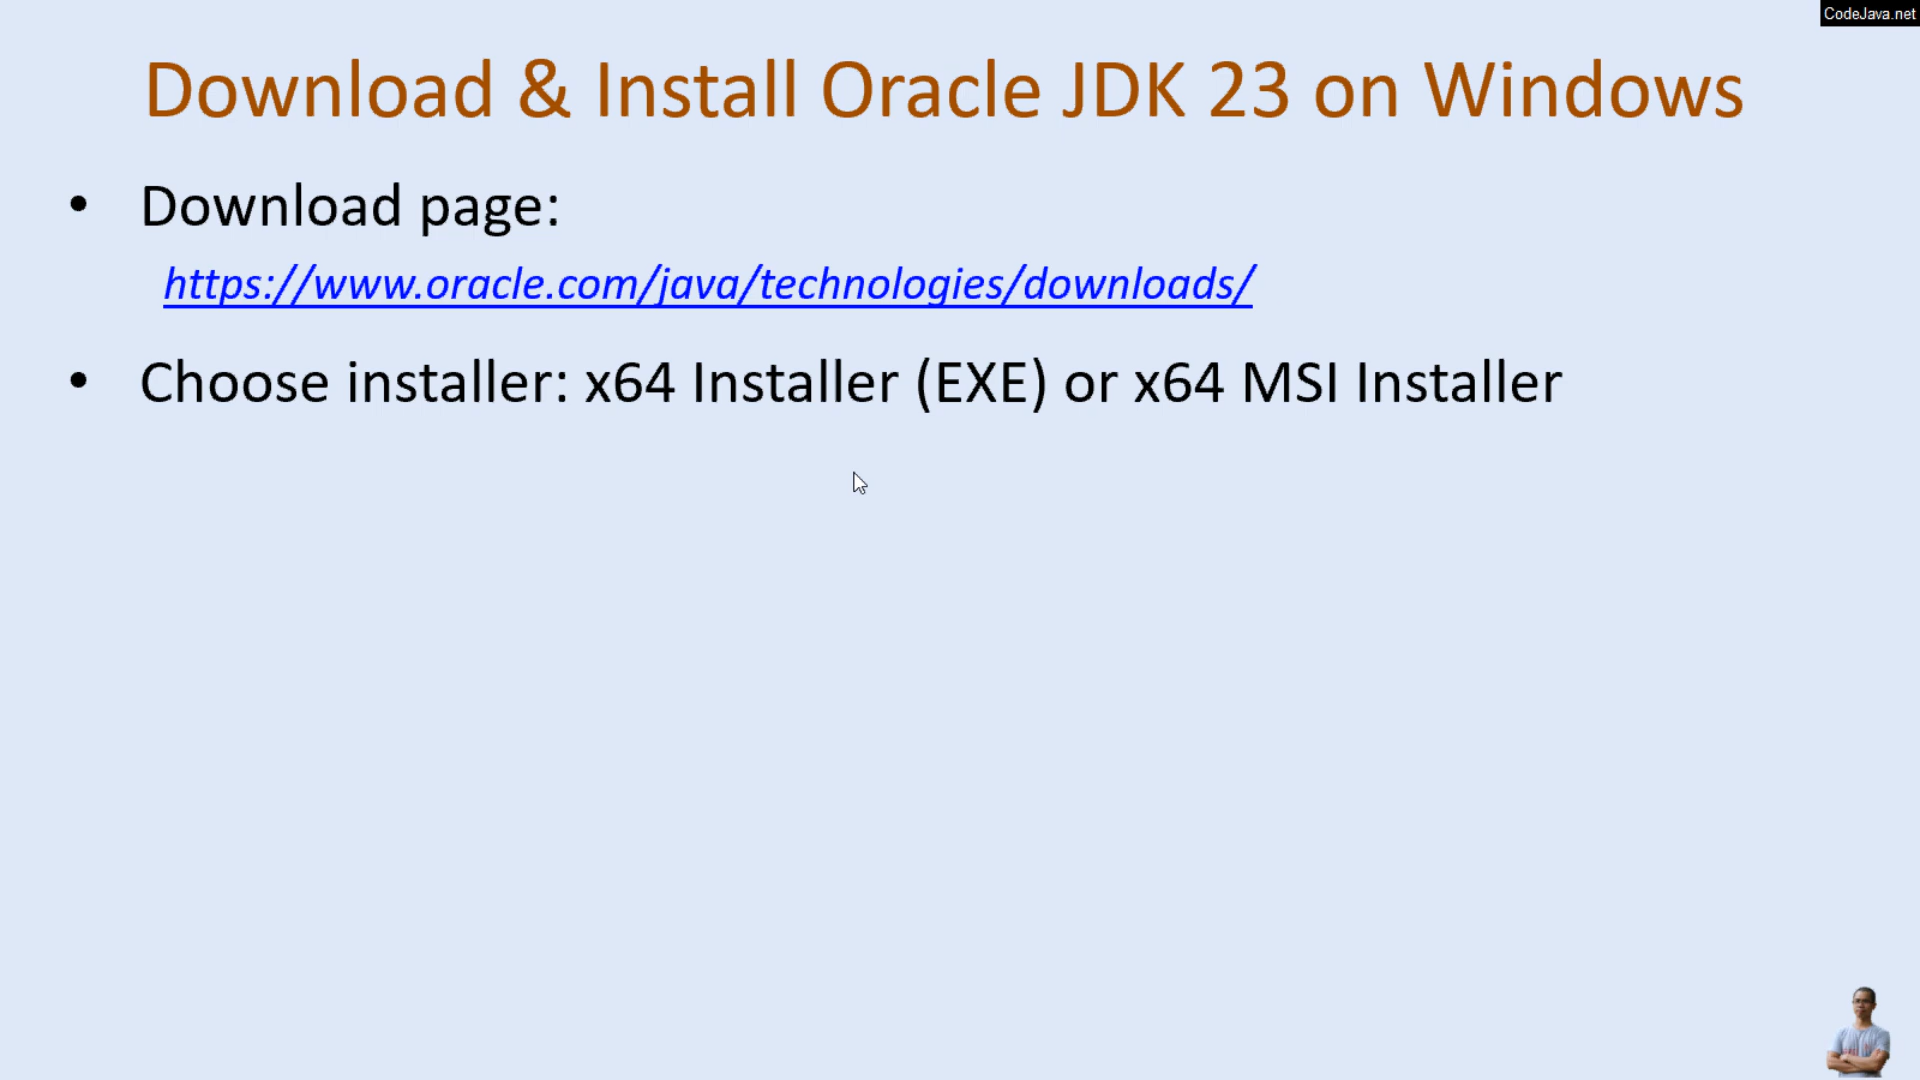 CodeJava.net
Download & Install Oracle JDK 23 on Windows
• Download page:
https://www.oracle.com/java/technologies/downloads/
• Choose installer: x64 Installer (EXE) or x64 MSI Installer